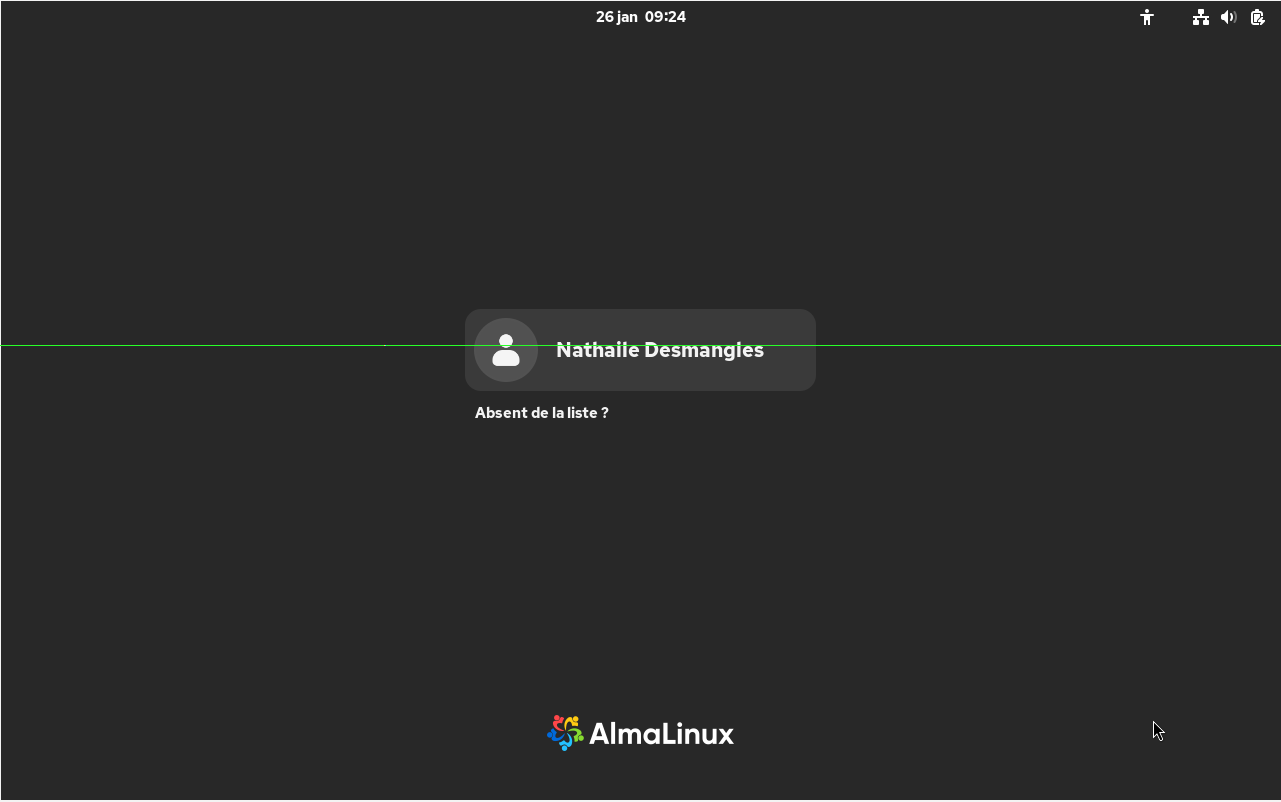 26 jan 09:24
Nathalie Desmangles
Absent de la liste ?
AlmaLinux